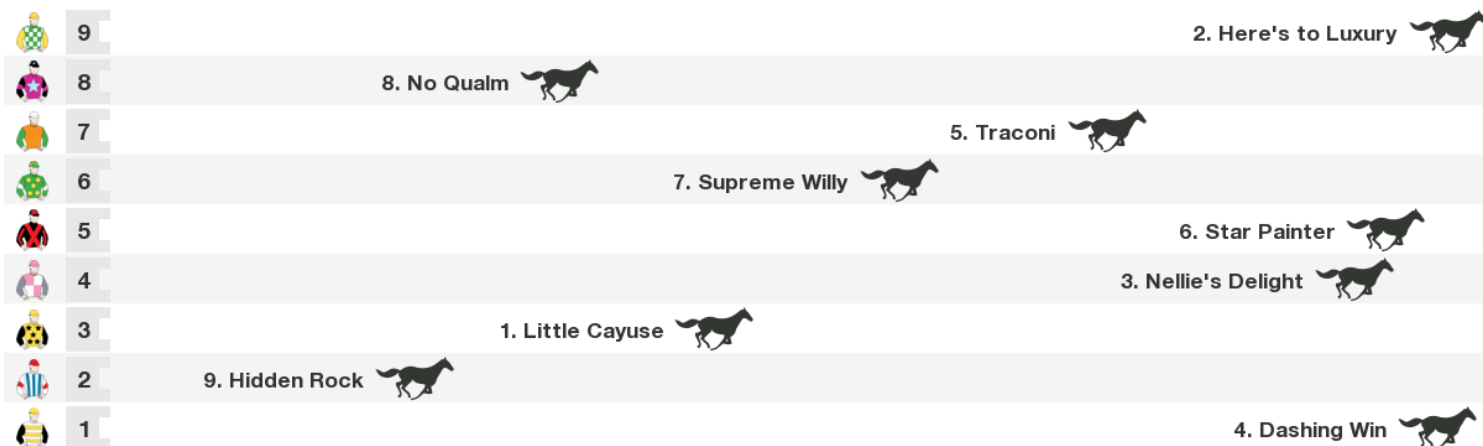 9 2. Here's to Luxury
8 8. No Qualm
7 5. Traconi
6 7. Supreme Willy
5 6. Star Painter
4 3. Nellie's Delight
3 1. Little Cayuse
2 9. Hidden Rock
1 4. Dashing Win